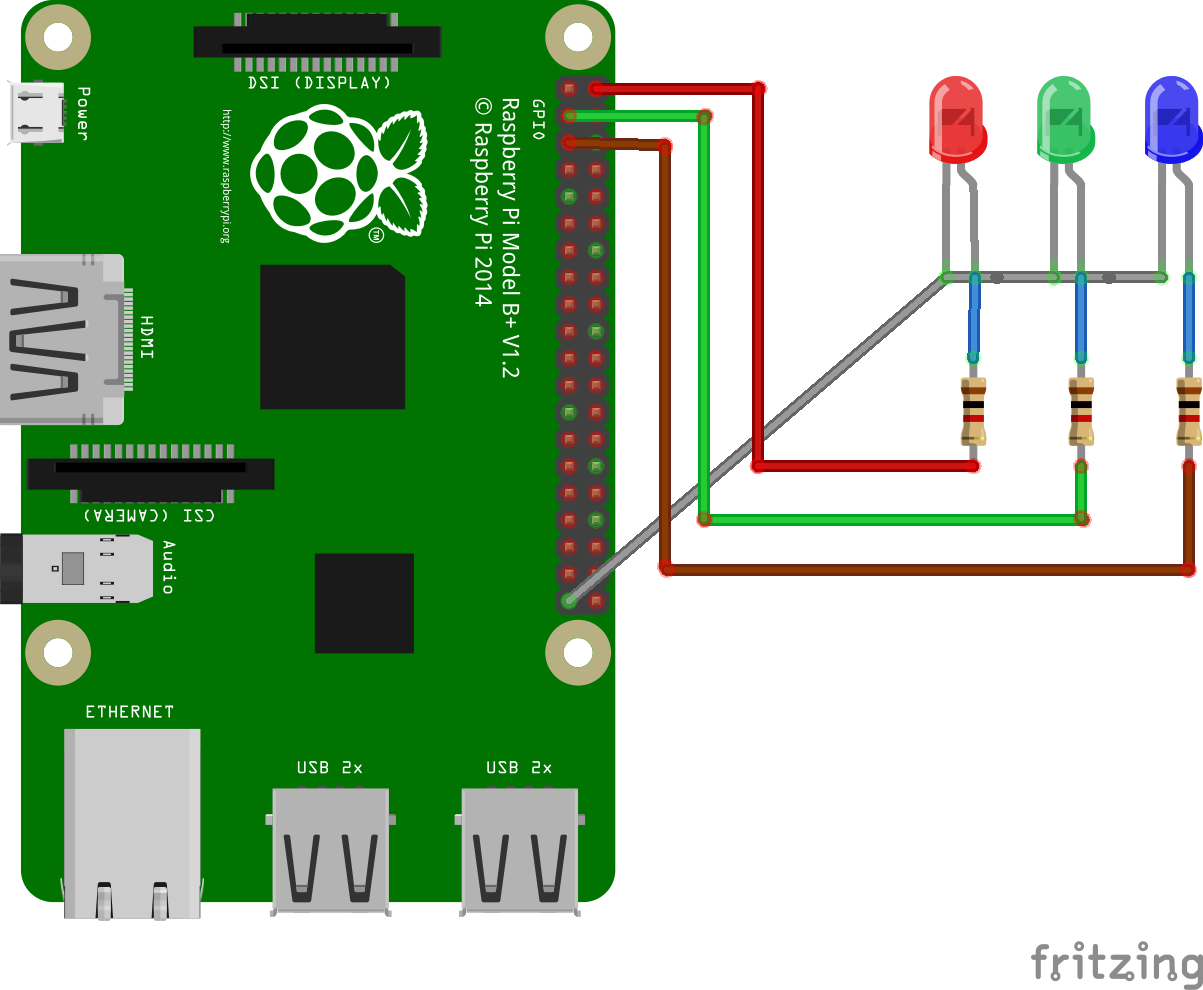 DSI (DISPLAY)
Power
http://www.raspberrypi.org
TM
GPIO
Raspberry Pi Model B+ V1.2
© Raspberry Pi 2014
HDMI
CSI (CAMERA)
Audio
ETHERNET
USB 2x
USB 2x
fritzing